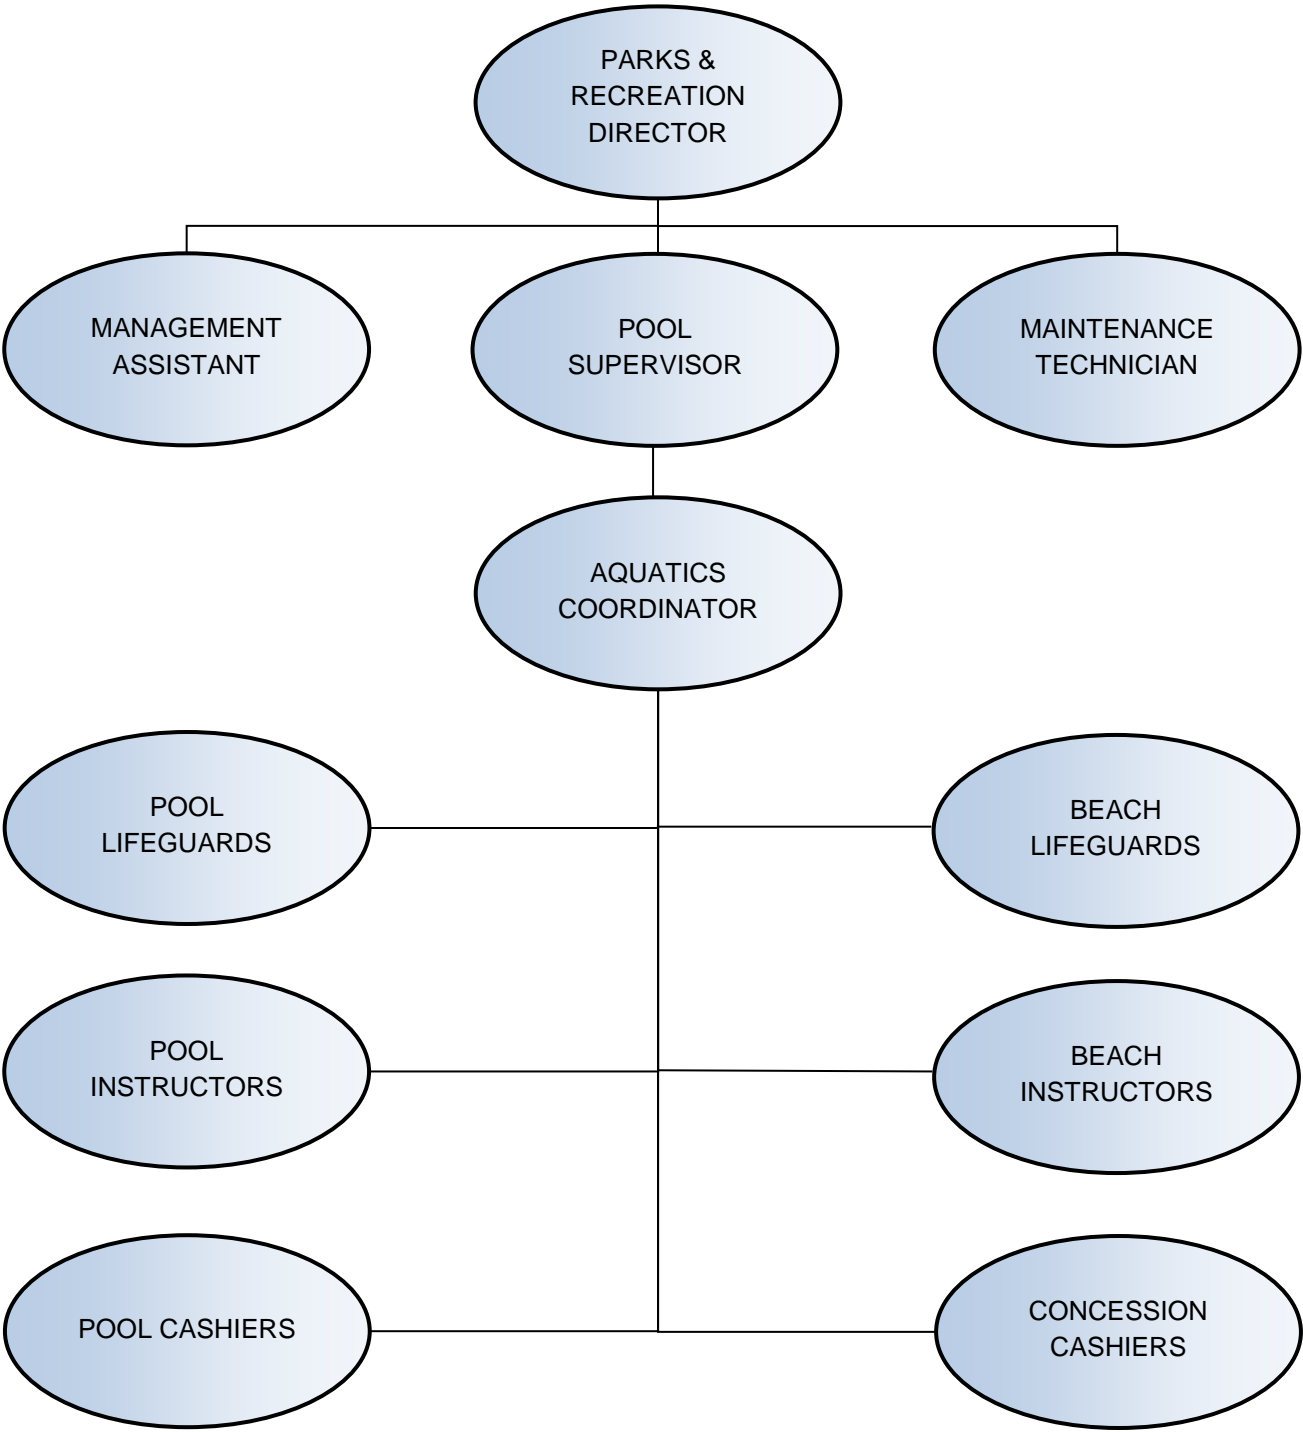 PARKS &
RECREATION
DIRECTOR
MANAGEMENT
ASSISTANT
POOL
SUPERVISOR
MAINTENANCE
TECHNICIAN
AQUATICS
COORDINATOR
POOL
LIFEGUARDS
BEACH
LIFEGUARDS
POOL
INSTRUCTORS
BEACH
INSTRUCTORS
POOL CASHIERS
CONCESSION
CASHIERS